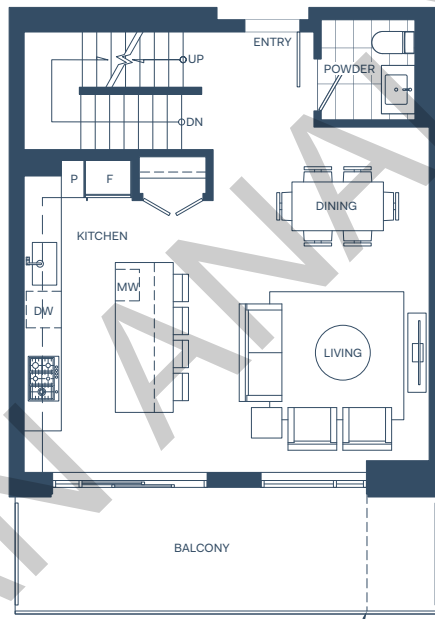 ENTRY
UP
POWDER
DN
P
F
DINING
KITCHEN
MW
DW
LIVING
BALCONY